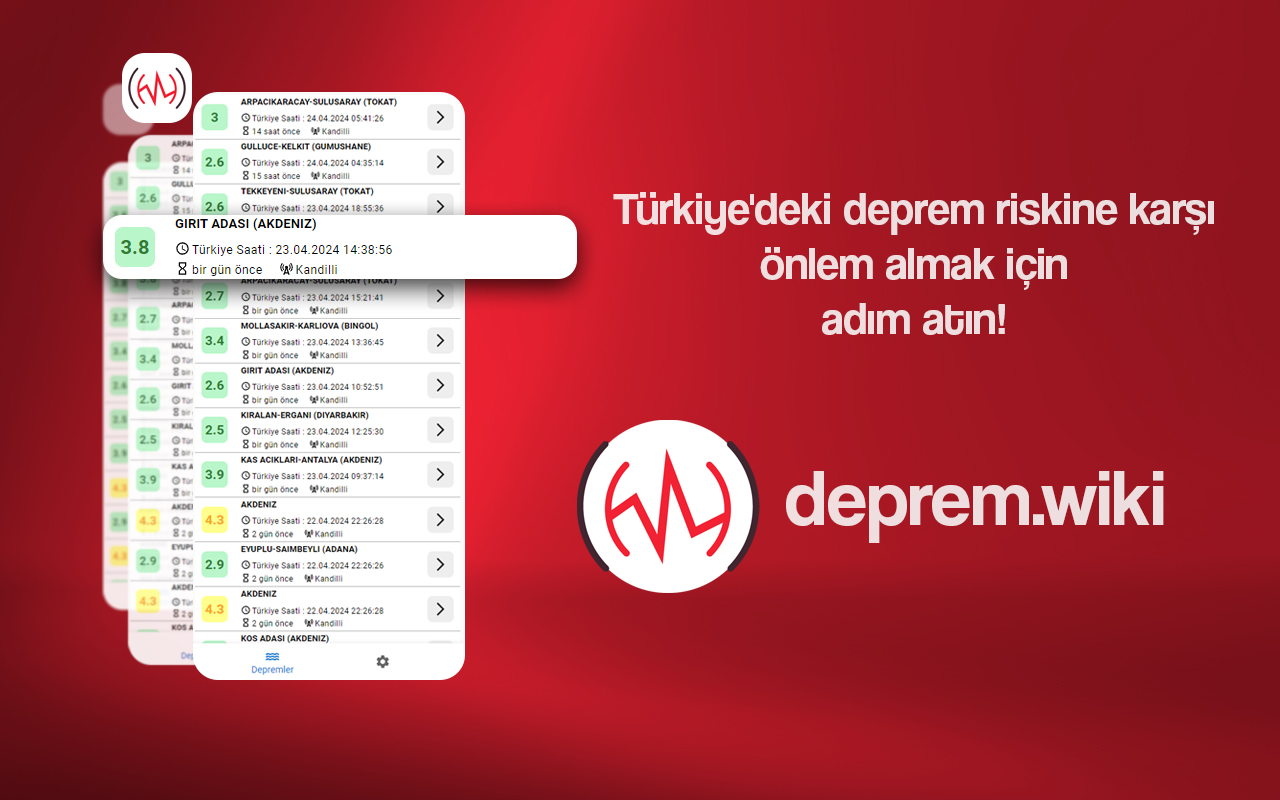 ARPACIKARACAY-SULUSARAY (TOKAT)
3
Türkiye Saati : 24.04.2024 05:41:26
14 saat önce Kandilli
GULLUCE-KELKIT (GUMUSHANE)
2.6
Türkiye Saati : 24.04.2024 04:35:14
15 saat önce Kandilli
TEKKEYENI-SULUSARAY (TOKAT)
2.6
Türkiye Saati : 23.04.2024 18:55:36
GIRIT ADASI (AKDENIZ)
3.8
Türkiye Saati : 23.04.2024 14:38:56
bir gün önce Kandilli
ARPACIKARACAY-SULUSARAY (TOKAT)
2.7
Türkiye Saati : 23.04.2024 15:21:41
bir gün önce Kandilli
MOLLASAKIR-KARLIOVA (BINGOL)
3.4
Türkiye Saati : 23.04.2024 13:36:45
bir gün önce Kandilli
GIRIT ADASI (AKDENIZ)
2.6
Türkiye Saati : 23.04.2024 10:52:51
bir gün önce Kandilli
KIRALAN-ERGANI (DIYARBAKIR)
2.5
Türkiye Saati : 23.04.2024 12:25:30
bir gün önce Kandilli
KAS ACIKLARI-ANTALYA (AKDENIZ)
3.9
Türkiye Saati : 23.04.2024 09:37:14
bir gün önce Kandilli
AKDENIZ
4.3
Türkiye Saati : 22.04.2024 22:26:28
2 gün önce Kandilli
EYUPLU-SAIMBEYLI (ADANA)
2.9
Türkiye Saati : 22.04.2024 22:26:26
2 gün önce Kandilli
AKDENIZ
4.3
Türkiye Saati : 22.04.2024 22:26:28
2 gün önce Kandilli
KOS ADASI (AKDENIZ)
Depremler
Türkiye'deki deprem riskine karşı
önlem almak için
adım atın!
deprem.wiki